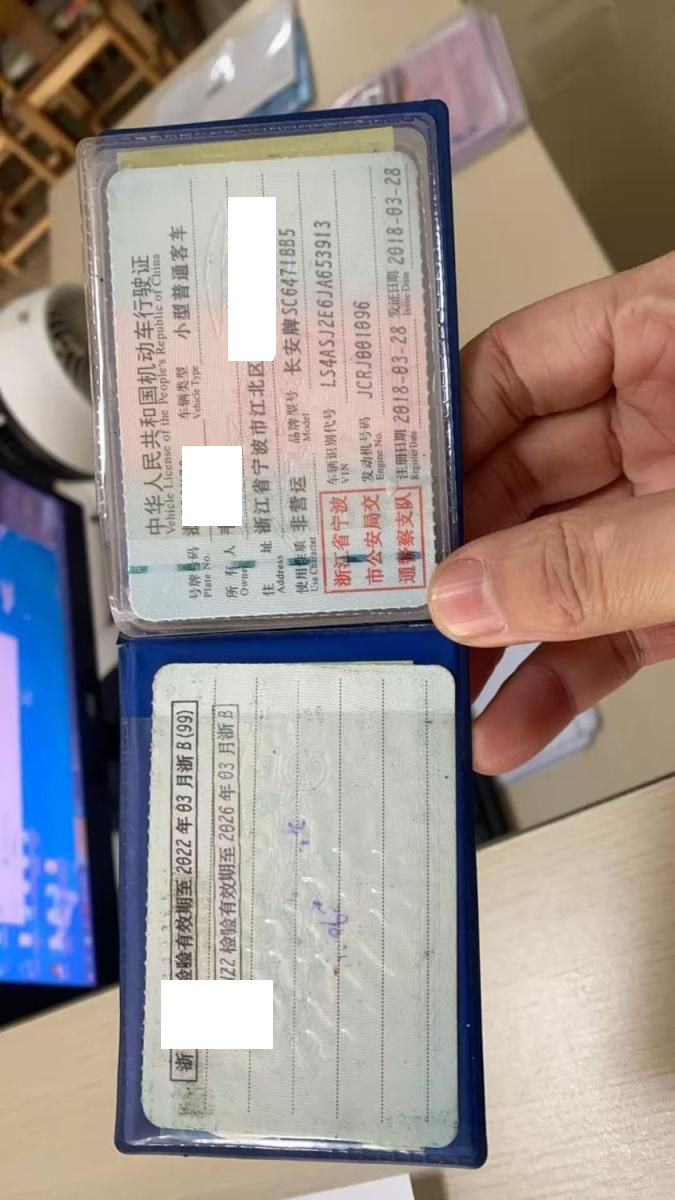 中华人民共和国机动车行驶证
Vehicle License of the People's Republic of China
号牌号码 车辆类型 小型普通客车
Plate No. Vehicle Type
所有人
Owner
住址 浙江省宁波市江北区
Address
使用性质 非营运 品牌型号 长安牌SC6471BB5
Use Character Model
浙江省宁波
市公安局交
通警察支队
车辆识别代号 LS4ASJ2E6JA653913
VIN
发动机号码 JCRJ001096
Engine No.
注册日期 2018-03-28 发证日期 2018-03-28
Register Date Issue Date
浙 检验有效期至2022年03月浙B(99)
122 检验有效期至2026年03月浙B